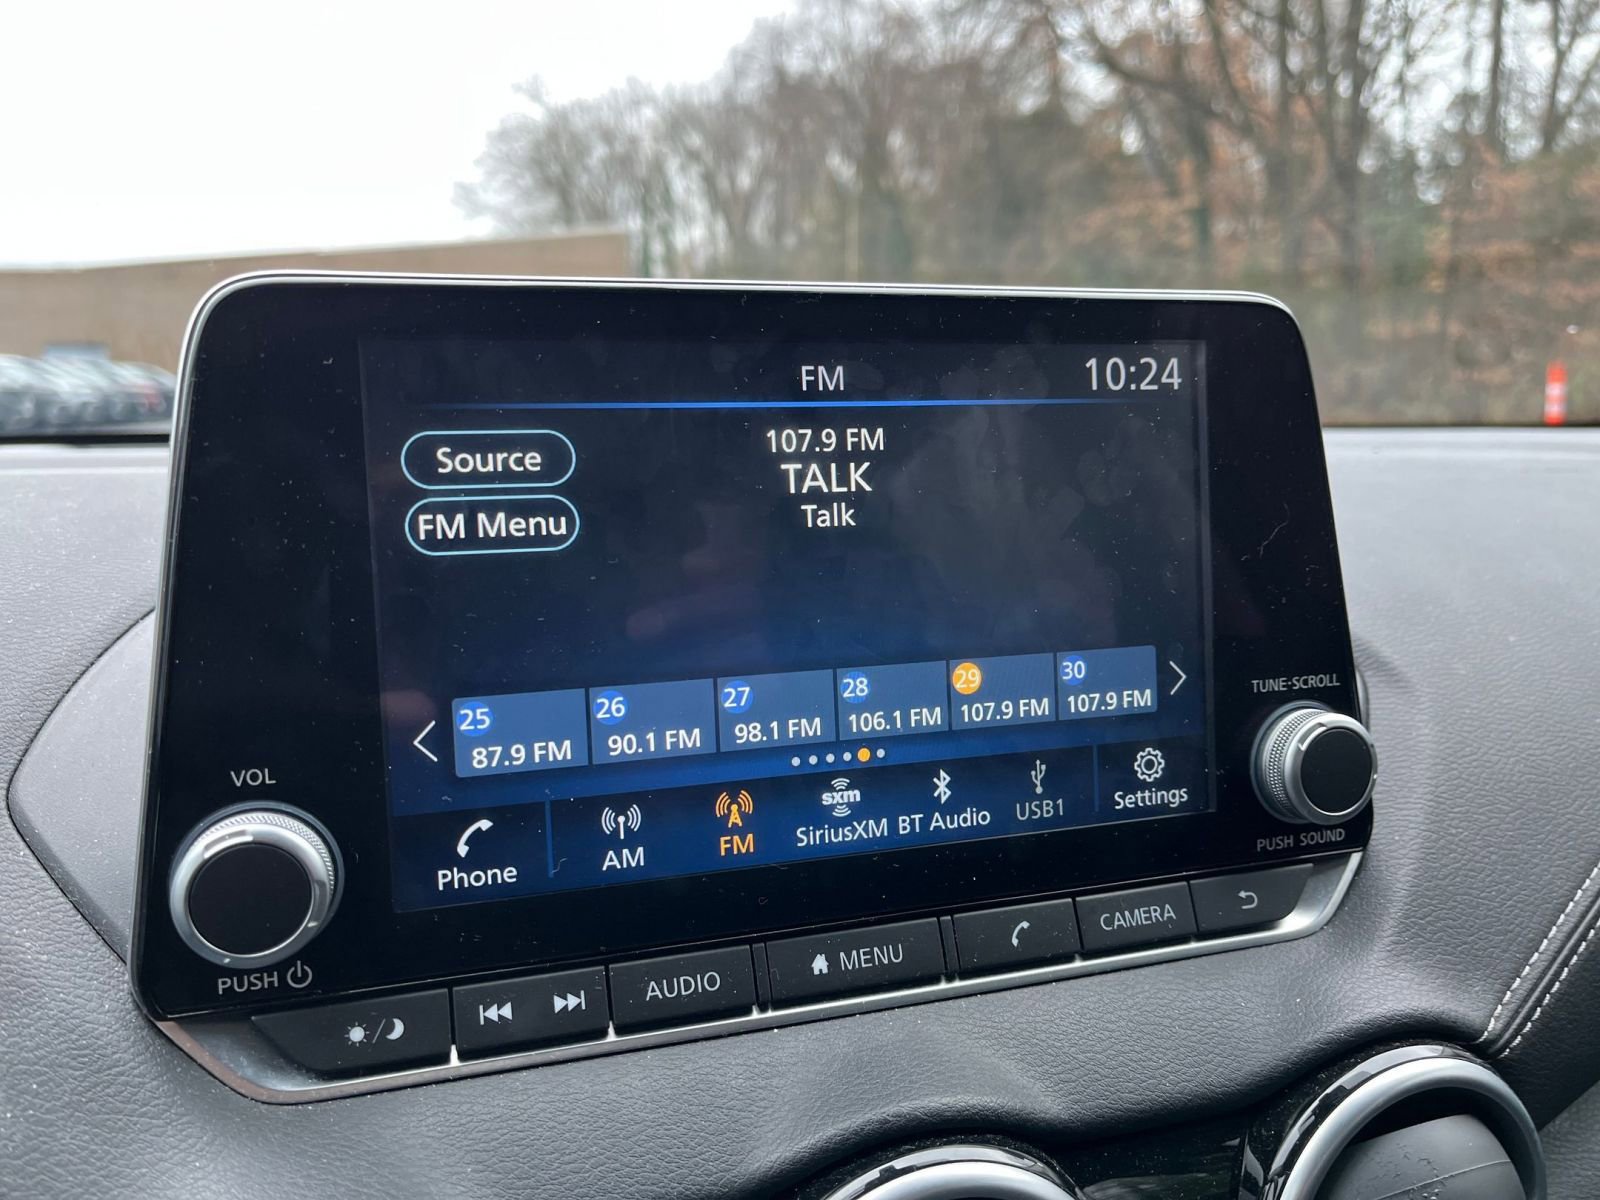 FM
10:24
Source
FM Menu
107.9 FM
TALK
Talk
25
87.9 FM
26
90.1 FM
27
98.1 FM
28
106.1 FM
29
107.9 FM
30
107.9 FM
Phone
AM
FM
sxm
SiriusXM
BT Audio
USB1
Settings
VOL
PUSH
TUNE·SCROLL
PUSH SOUND
AUDIO
MENU
CAMERA